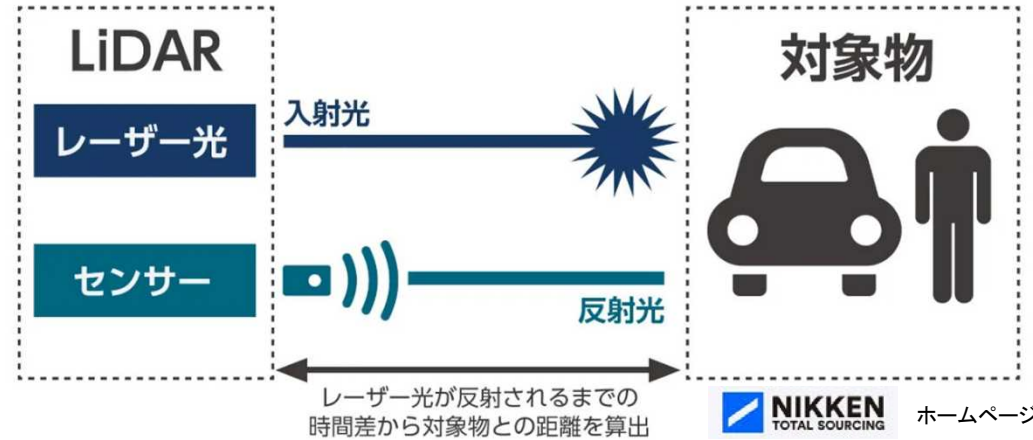 LiDAR
レーザー光
センサー
入射光
反射光
対象物
レーザー光が反射されるまでの
時間差から対象物との距離を算出
NIKKEN
TOTAL SOURCING
ホームページ